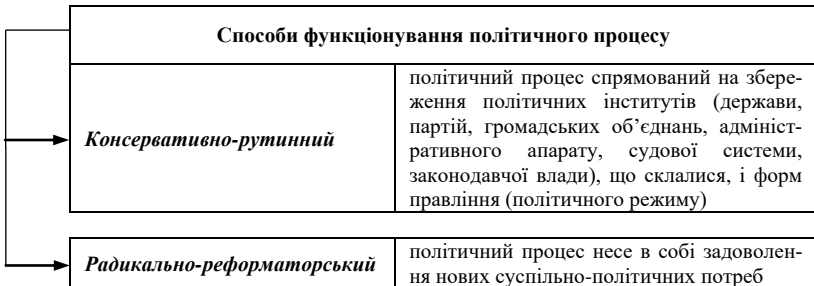 Способи функціонування політичного процесу
Консервативно-рутинний
політичний процес спрямований на збере-
ження політичних інститутів (держави,
партій, громадських об’єднань, адмініст-
ративного апарату, судової системи,
законодавчої влади), що склалися, і форм
правління (політичного режиму)
Радикально-реформаторський
політичний процес несе в собі задоволен-
ня нових суспільно-політичних потреб